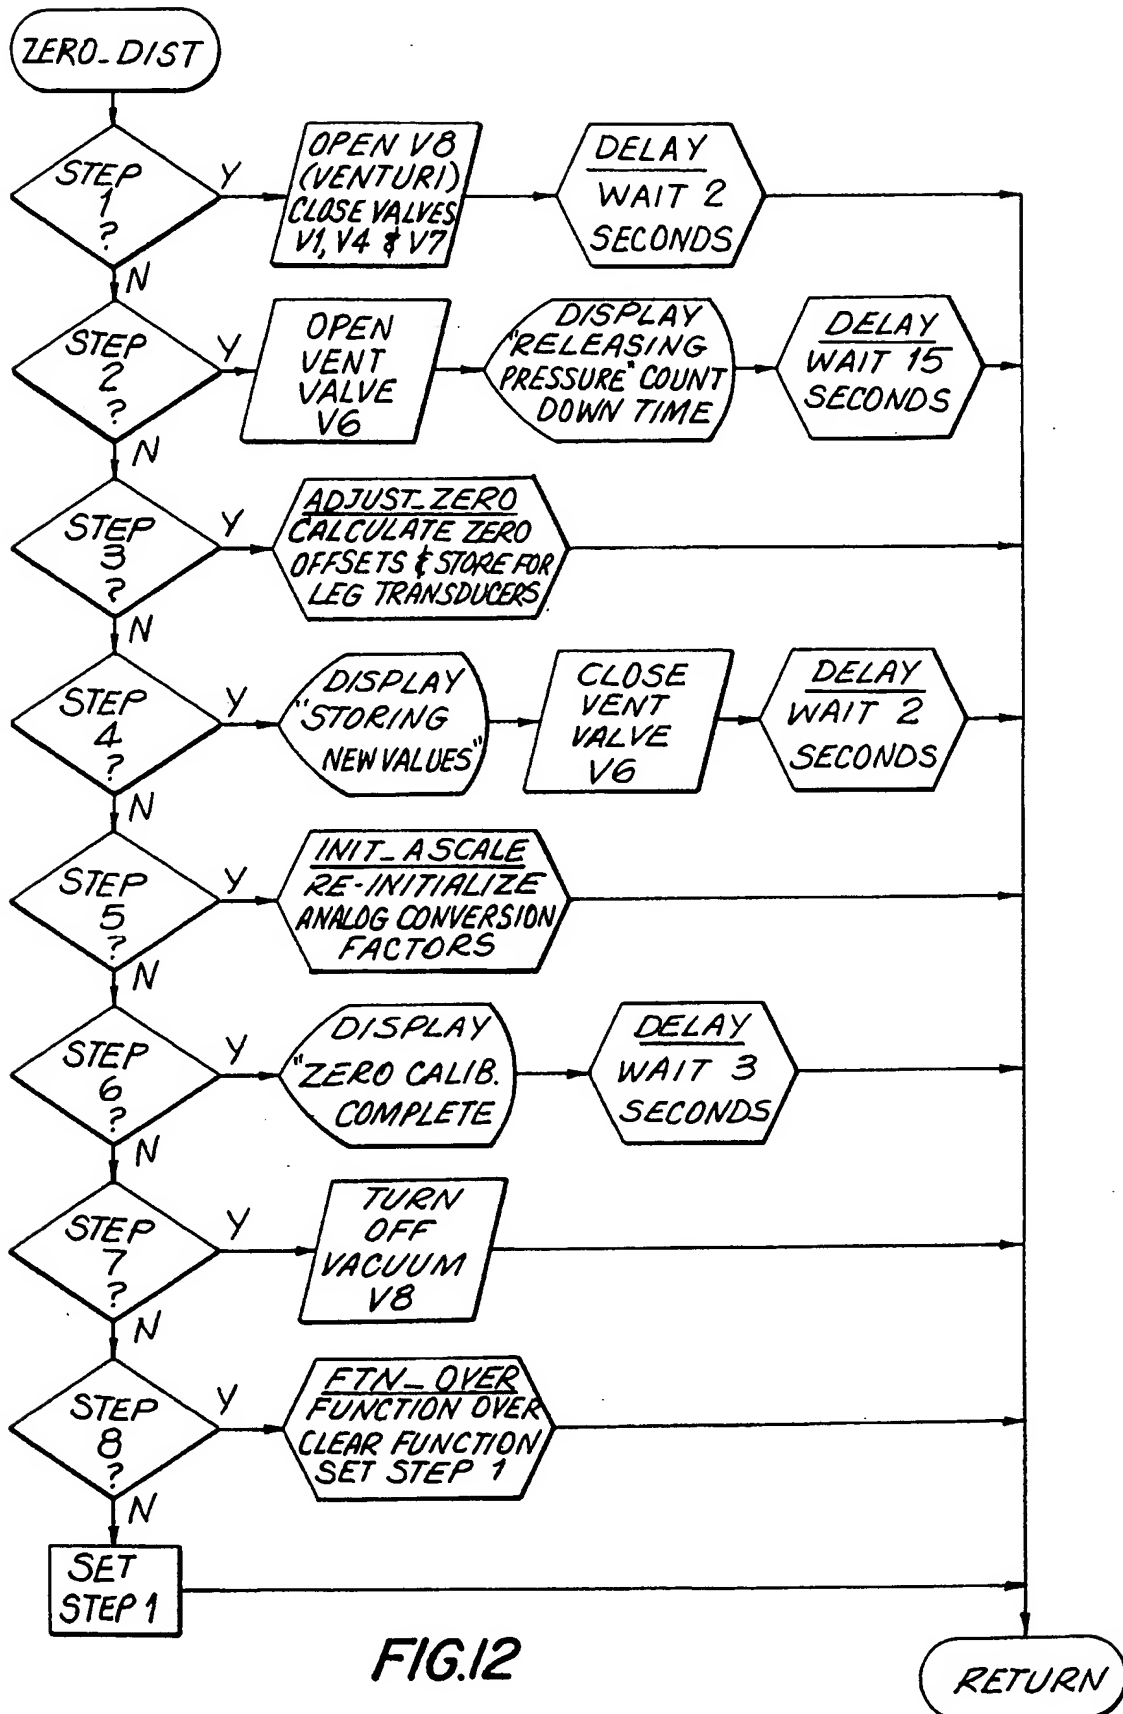 ZERO_DIST
STEP
1
?
Y
N
OPEN V8
(VENTURI)
CLOSE VALVES
V1, V4 & V7
DELAY
WAIT 2
SECONDS
STEP
2
?
Y
N
OPEN
VENT
VALVE
V6
DISPLAY
"RELEASING
PRESSURE" COUNT
DOWN TIME
DELAY
WAIT 15
SECONDS
STEP
3
?
Y
N
ADJUST_ZERO
CALCULATE ZERO
OFFSETS & STORE FOR
LEG TRANSDUCERS
STEP
4
?
Y
N
DISPLAY
"STORING
NEW VALUES"
CLOSE
VENT
VALVE
V6
DELAY
WAIT 2
SECONDS
STEP
5
?
Y
N
INIT_ASCALE
RE-INITIALIZE
ANALOG CONVERSION
FACTORS
STEP
6
?
Y
N
DISPLAY
"ZERO CALIB.
COMPLETE
DELAY
WAIT 3
SECONDS
STEP
7
?
Y
N
TURN
OFF
VACUUM
V8
STEP
8
?
Y
N
FTN_OVER
FUNCTION OVER
CLEAR FUNCTION
SET STEP 1
SET
STEP 1
FIG.12
RETURN